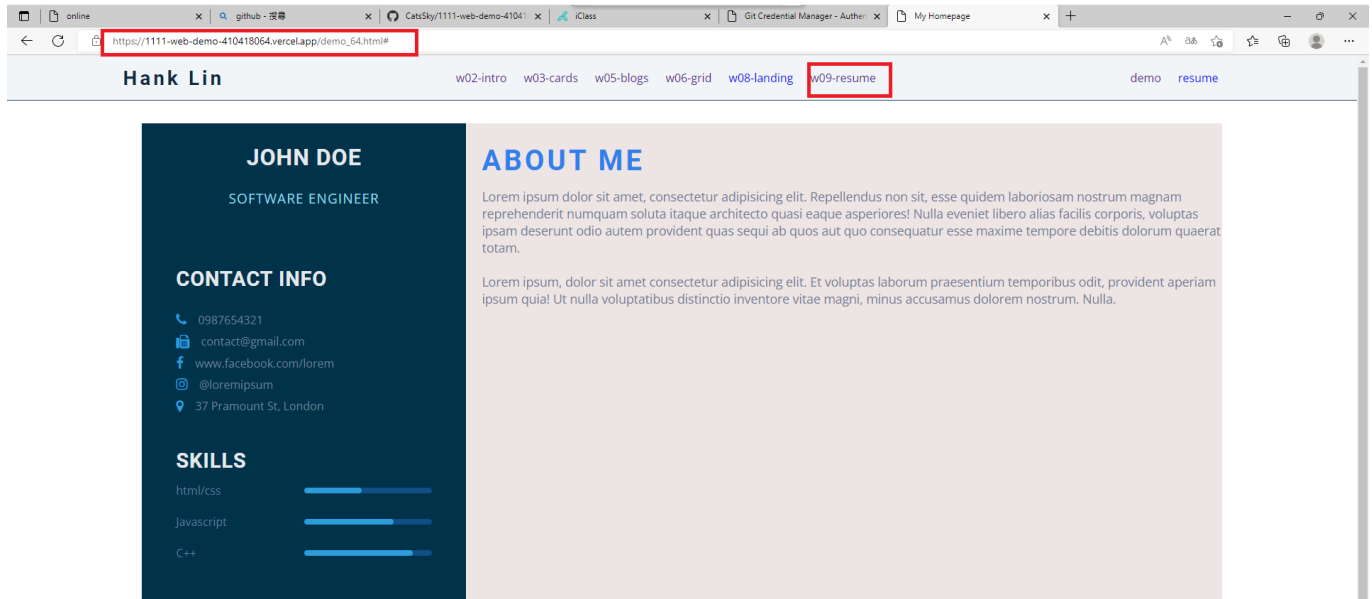 online
github - 搜尋
CatsSky/1111-web-demo-41041
iClass
Git Credential Manager - Auther
My Homepage
https://1111-web-demo-410418064.vercel.app/demo_64.html#
Hank Lin
w02-intro w03-cards w05-blogs w06-grid w08-landing w09-resume
demo resume
JOHN DOE
SOFTWARE ENGINEER
CONTACT INFO
0987654321
contact@gmail.com
www.facebook.com/lorem
@loremipsum
37 Pramount St, London
SKILLS
html/css
Javascript
C++
ABOUT ME
Lorem ipsum dolor sit amet, consectetur adipisicing elit. Repellendus non sit, esse quidem laboriosam nostrum magnam
reprehenderit numquam soluta itaque architecto quasi eaque asperiores! Nulla eveniet libero alias facilis corporis, voluptas
ipsam deserunt odio autem provident quas sequi ab quos aut quo consequatur esse maxime tempore debitis dolorum quaerat
totam.
Lorem ipsum, dolor sit amet consectetur adipisicing elit. Et voluptas laborum praesentium temporibus odit, provident aperiam
ipsum quia! Ut nulla voluptatibus distinctio inventore vitae magni, minus accusamus dolorem nostrum. Nulla.